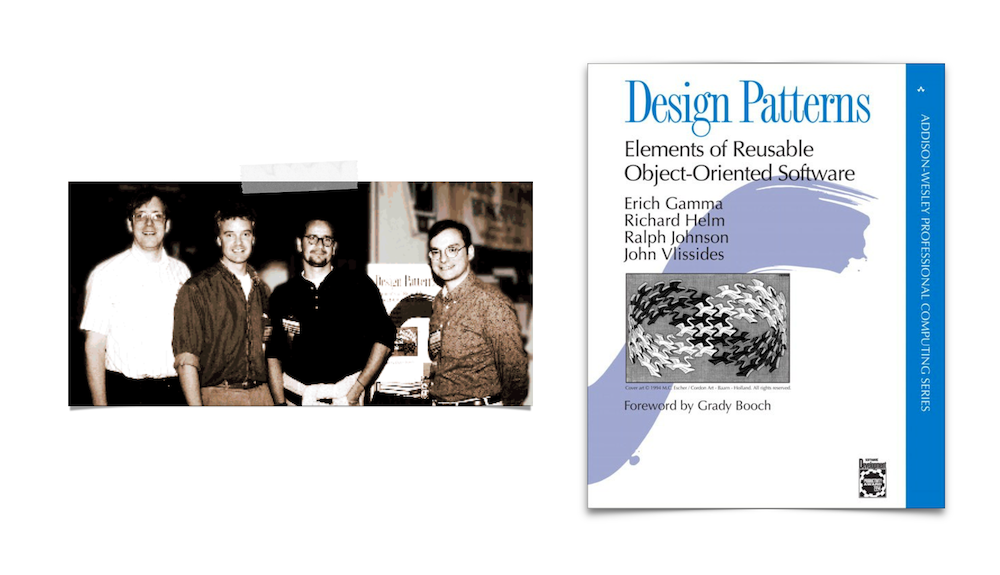 Design Patterns
Elements of Reusable
Object-Oriented Software
Erich Gamma
Richard Helm
Ralph Johnson
John Vlissides
Cover art © 1994 M.C. Escher / Cordon Art - Baarn - Holland. All rights reserved.
Foreword by Grady Booch
ADDISON-WESLEY PROFESSIONAL COMPUTING SERIES
Development
Design Pattern